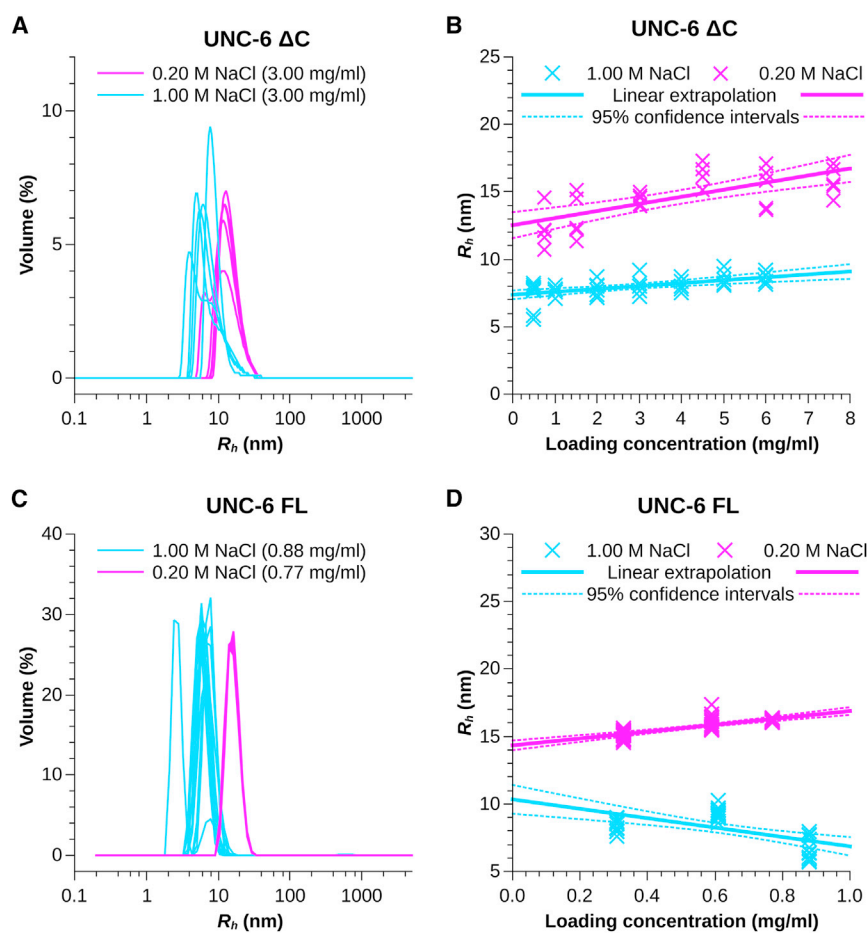 A
UNC-6 ΔC
0.20 M NaCl (3.00 mg/ml)
1.00 M NaCl (3.00 mg/ml)
Volume (%)
10
5
0
0.1 1 10 100 1000
Rh (nm)
B
UNC-6 ΔC
1.00 M NaCl 0.20 M NaCl
Linear extrapolation
95% confidence intervals
Rh (nm)
25
20
15
10
5
0
0 1 2 3 4 5 6 7 8
Loading concentration (mg/ml)
C
UNC-6 FL
1.00 M NaCl (0.88 mg/ml)
0.20 M NaCl (0.77 mg/ml)
Volume (%)
40
30
20
10
0
0.1 1 10 100 1000
Rh (nm)
D
UNC-6 FL
1.00 M NaCl 0.20 M NaCl
Linear extrapolation
95% confidence intervals
Rh (nm)
30
25
20
15
10
5
0.0 0.2 0.4 0.6 0.8 1.0
Loading concentration (mg/ml)